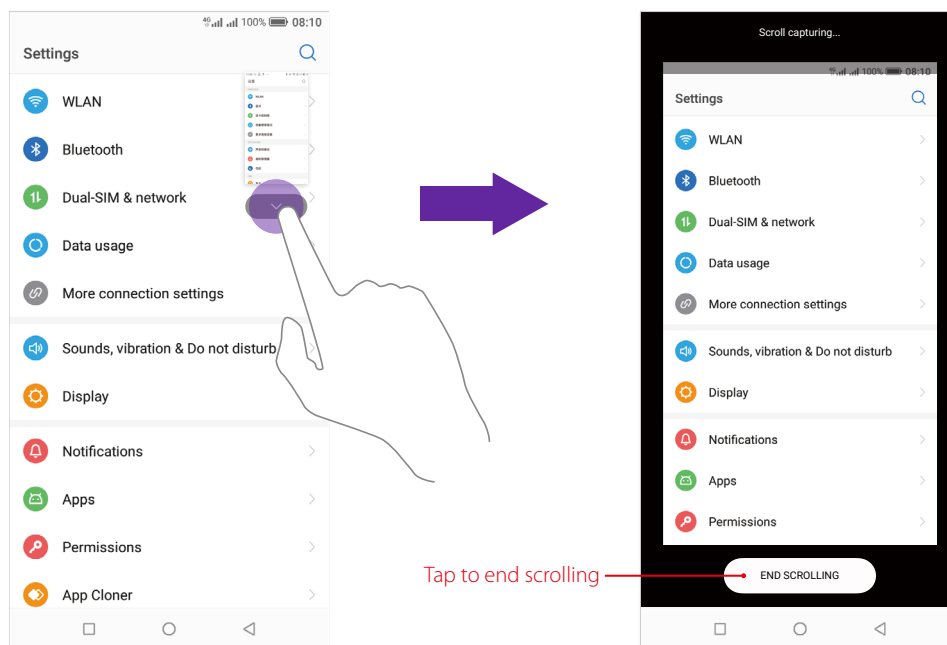 4G 100% 08:10
Settings
WLAN
Bluetooth
Dual-SIM & network
Data usage
More connection settings
Sounds, vibration & Do not disturb
Display
Notifications
Apps
Permissions
App Cloner
Tap to end scrolling
Scroll capturing...
100% 08:10
Settings
WLAN
Bluetooth
Dual-SIM & network
Data usage
More connection settings
Sounds, vibration & Do not disturb
Display
Notifications
Apps
Permissions
END SCROLLING